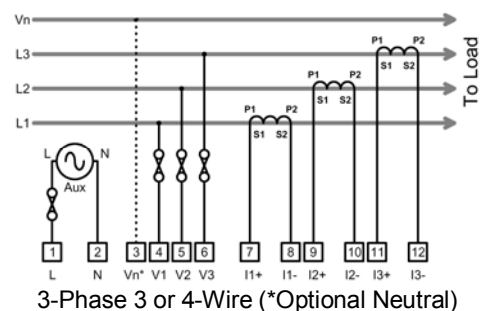 Vn
L3
P1 P2
S1 S2
L2
P1 P2
S1 S2
L1
P1 P2
S1 S2
To Load
L N
Aux
1 2 3 4 5 6 7 8 9 10 11 12
L N Vn* V1 V2 V3 I1+ I1- I2+ I2- I3+ I3-
3-Phase 3 or 4-Wire (*Optional Neutral)